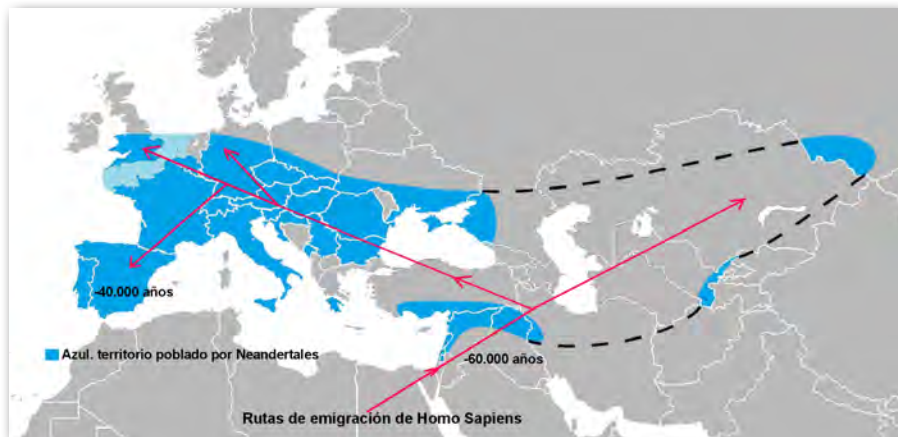 -40.000 años
Azul. territorio poblado por Neandertales
-60.000 años
Rutas de emigración de Homo Sapiens